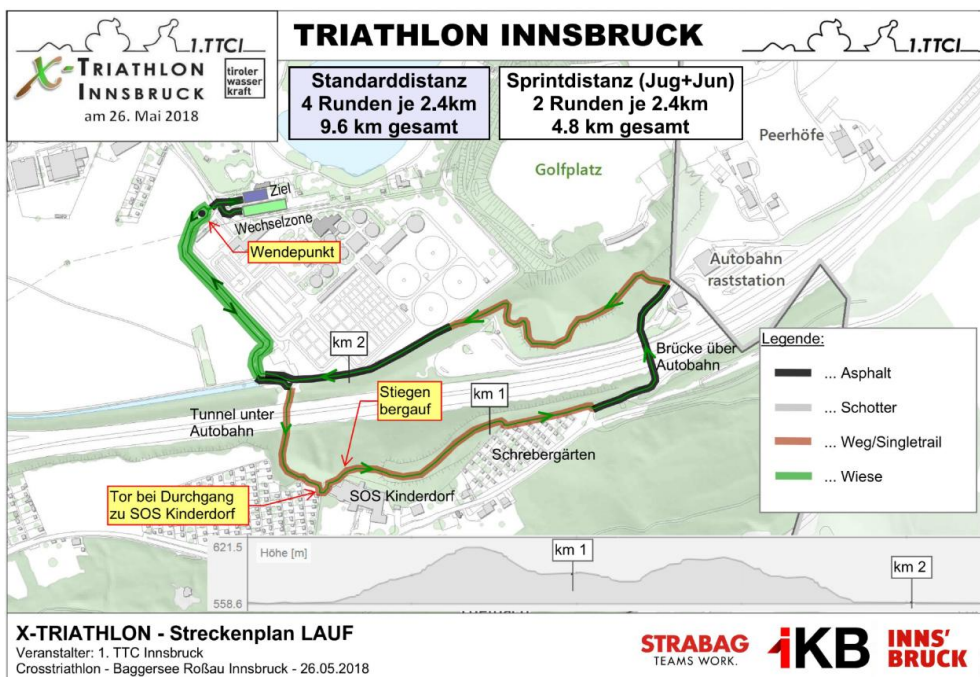 1.TTCI
X-TRIATHLON
INNSBRUCK
tiroler
wasser
kraft
am 26. Mai 2018
TRIATHLON INNSBRUCK
1.TTCI
Standarddistanz
4 Runden je 2.4km
9.6 km gesamt
Sprintdistanz (Jug+Jun)
2 Runden je 2.4km
4.8 km gesamt
Peerhöfe
Golfplatz
Ziel
Wechselzone
Wendepunkt
Autobahn
raststation
km 2
Brücke über
Autobahn
Legende:
... Asphalt
... Schotter
... Weg/Singletrail
... Wiese
Stiegen
bergauf
km 1
Tunnel unter
Autobahn
Schrebergärten
Tor bei Durchgang
zu SOS Kinderdorf
SOS Kinderdorf
621.5
Höhe [m]
km 1
km 2
558.6
X-TRIATHLON - Streckenplan LAUF
Veranstalter: 1. TTC Innsbruck
Crosstriathlon - Baggersee Roßau Innsbruck - 26.05.2018
STRABAG
TEAMS WORK.
iKB
INNS'
BRUCK